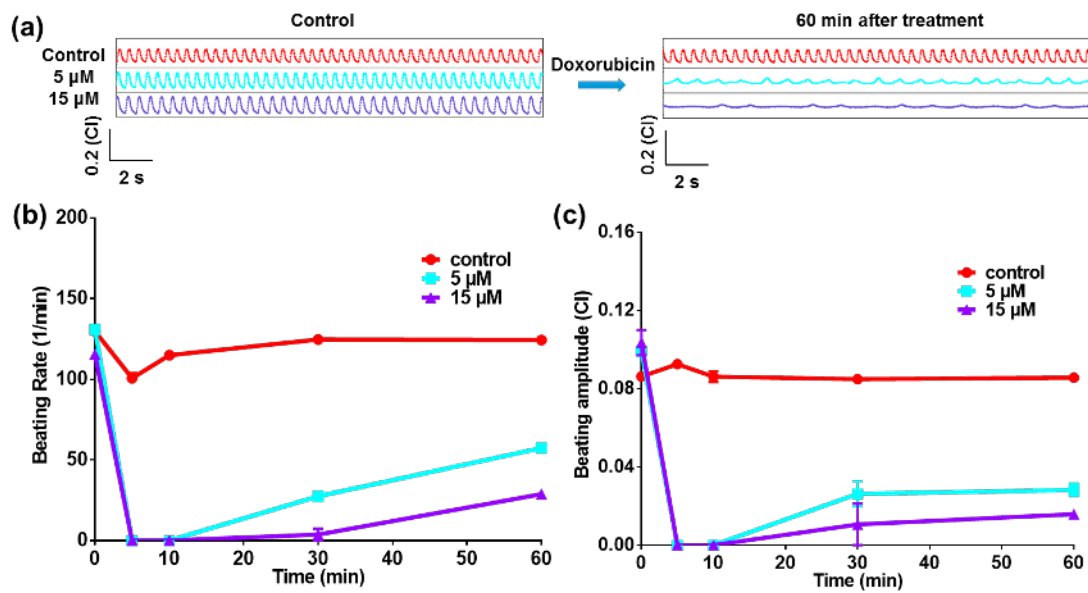 (a)
Control
60 min after treatment
Control
5 µM
15 µM
Doxorubicin
0.2 (CI)
2 s
0.2 (CI)
2 s
(b)
200
150
100
50
0
Beating Rate (1/min)
control
5 µM
15 µM
0 10 20 30 40 50 60
Time (min)
(c)
0.16
0.12
0.08
0.04
0.00
Beating amplitude (CI)
control
5 µM
15 µM
0 10 20 30 40 50 60
Time (min)